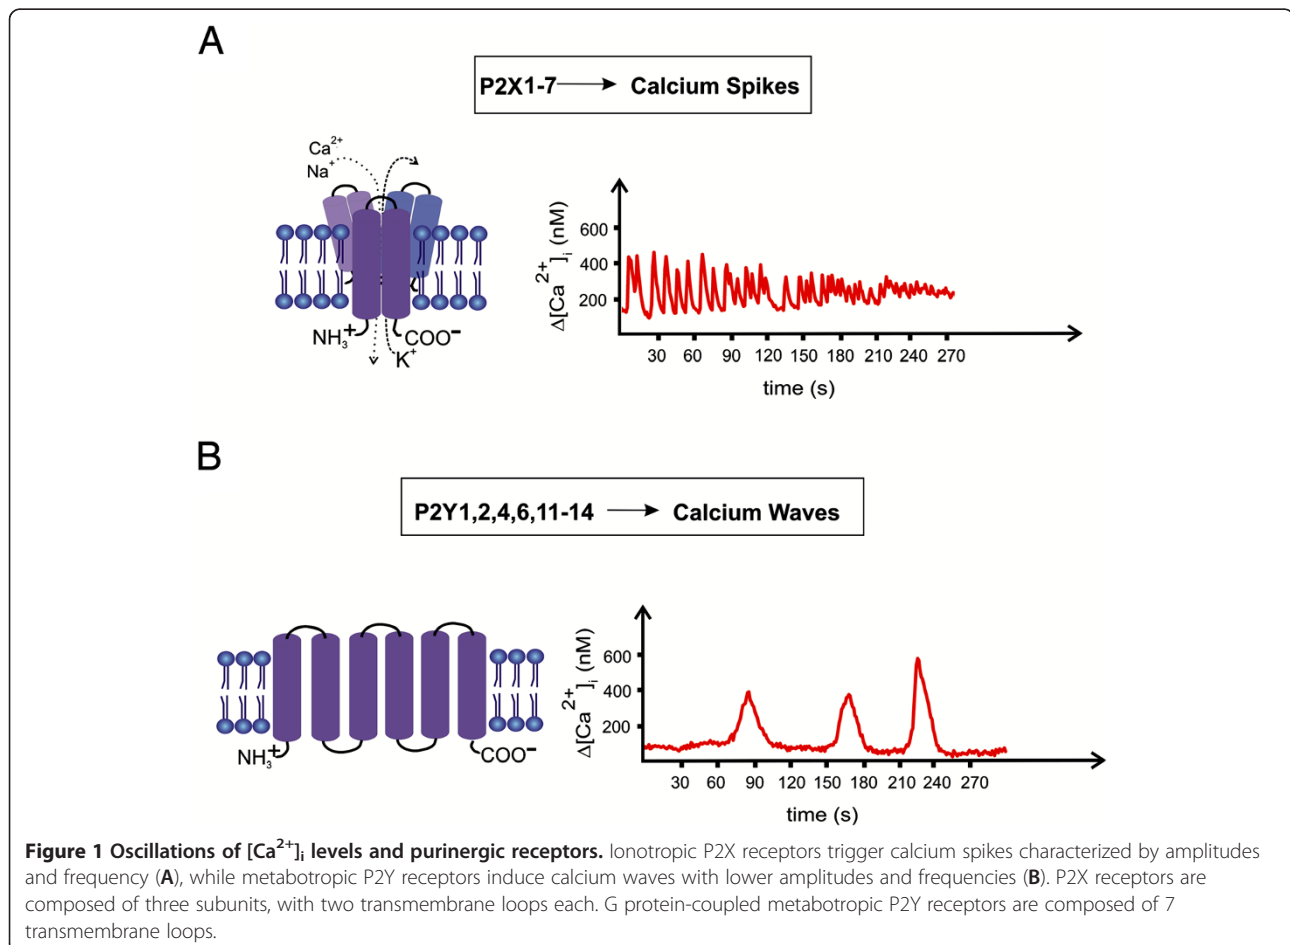 A
P2X1-7 → Calcium Spikes
Ca²⁺
Na⁺
NH₃⁺
COO⁻
K⁺
Δ[Ca²⁺]ᵢ (nM)
600
400
200
30 60 90 120 150 180 210 240 270
time (s)
B
P2Y1,2,4,6,11-14 → Calcium Waves
NH₃⁺
COO⁻
Δ[Ca²⁺]ᵢ (nM)
600
400
200
30 60 90 120 150 180 210 240 270
time (s)
Figure 1 Oscillations of [Ca²⁺]ᵢ levels and purinergic receptors. Ionotropic P2X receptors trigger calcium spikes characterized by amplitudes
and frequency (A), while metabotropic P2Y receptors induce calcium waves with lower amplitudes and frequencies (B). P2X receptors are
composed of three subunits, with two transmembrane loops each. G protein-coupled metabotropic P2Y receptors are composed of 7
transmembrane loops.